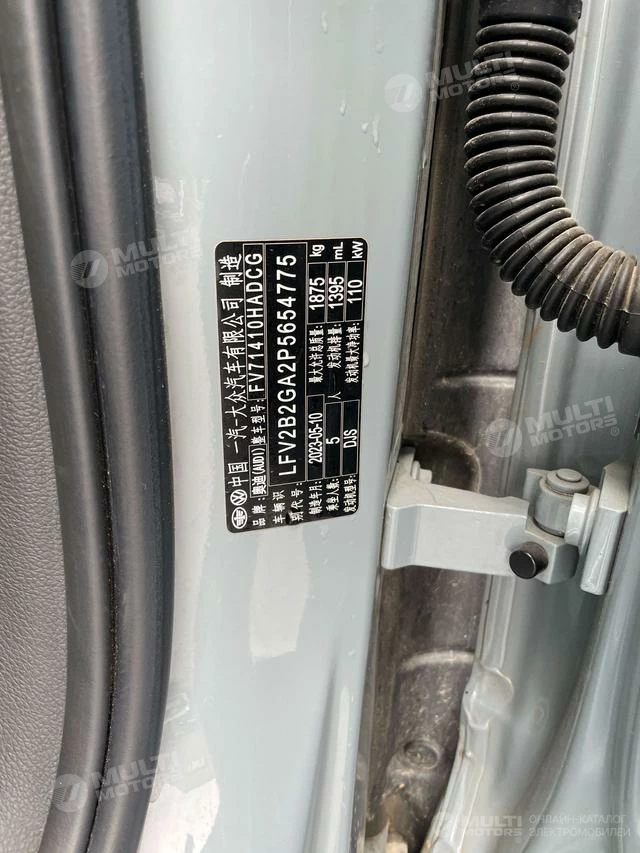 中国 一汽-大众汽车有限公司 制造
品牌: 奥迪(AUDI) 整车型号: FV71410HADCG
车辆识别代号: LFV2B2GA2P5654775
制造年月: 2023-05-10 最大允许总质量: 1875 kg
乘坐人数: 5 人 发动机排量: 1395 mL
发动机型号: DJS 发动机最大净功率: 110 kW
MULTI MOTORS®
MULTI MOTORS®
MULTI MOTORS®
MULTI MOTORS®
MULTI MOTORS
ОНЛАЙН-КАТАЛОГ
ЭЛЕКТРОМОБИЛЕЙ